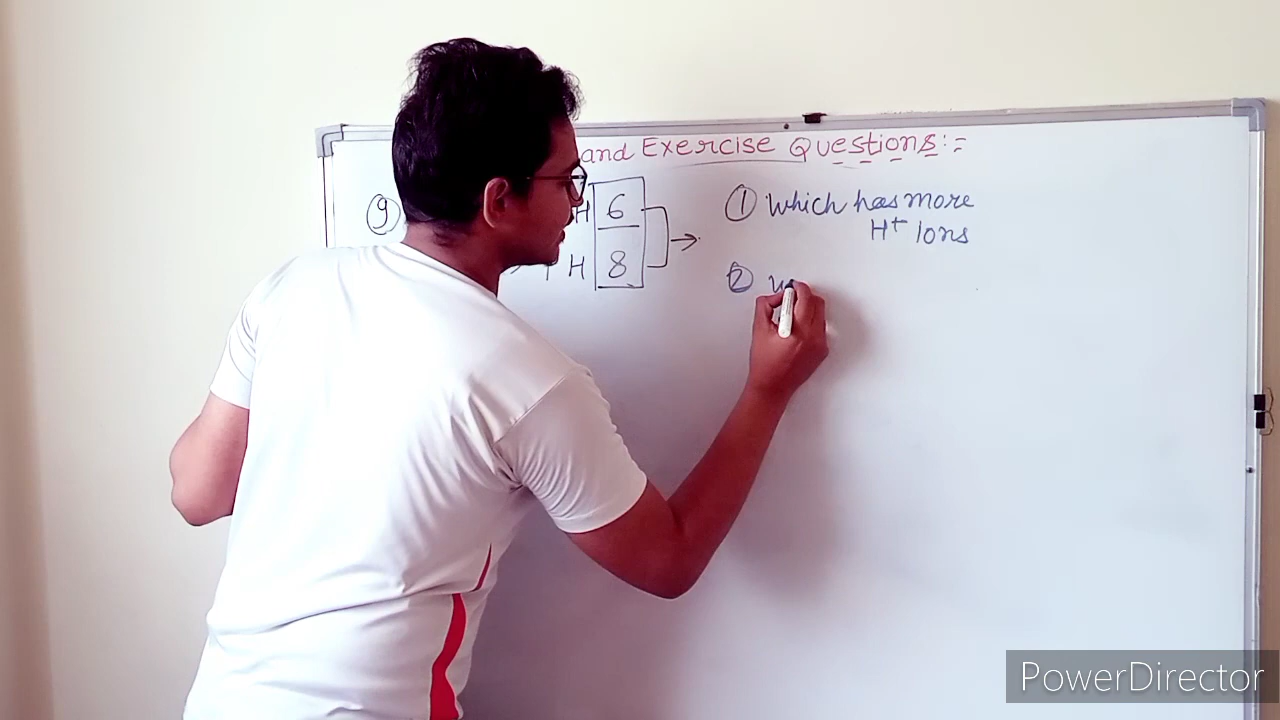 and Exercise Questions:=
9
H 6
① which has more
H⁺ Ions
H 8
②
PowerDirector